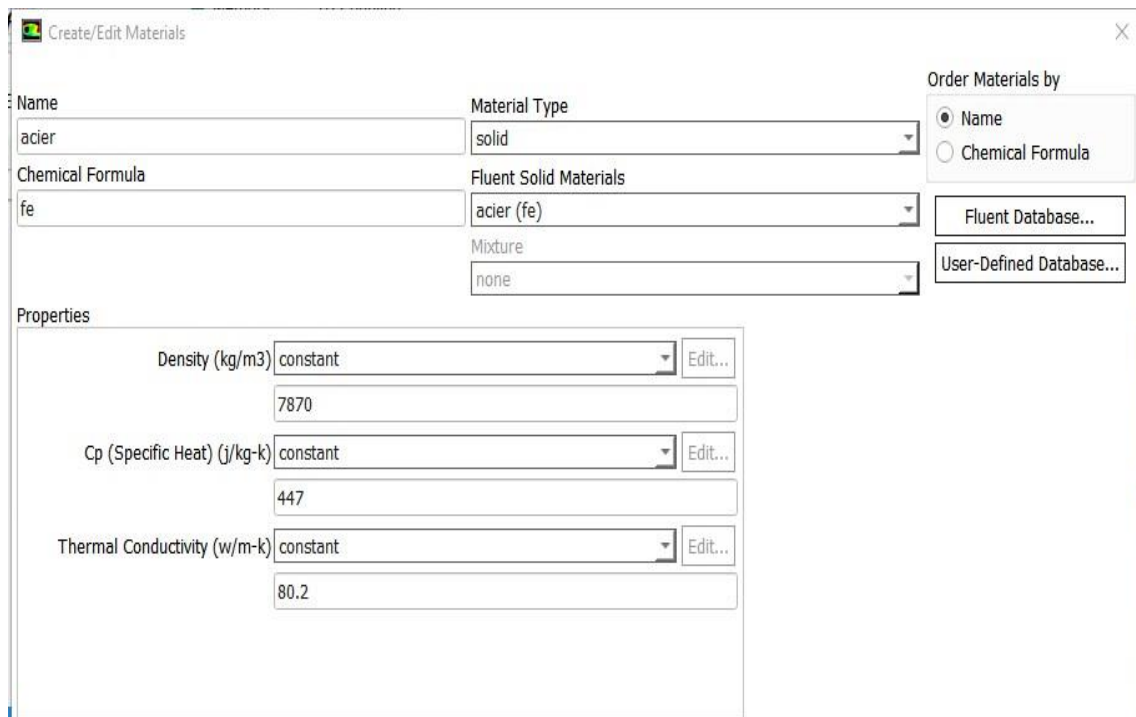 Create/Edit Materials
Name
acier
Chemical Formula
fe
Material Type
solid
Fluent Solid Materials
acier (fe)
Mixture
none
Order Materials by
Name
Chemical Formula
Fluent Database...
User-Defined Database...
Properties
Density (kg/m3) constant Edit...
7870
Cp (Specific Heat) (j/kg-k) constant Edit...
447
Thermal Conductivity (w/m-k) constant Edit...
80.2